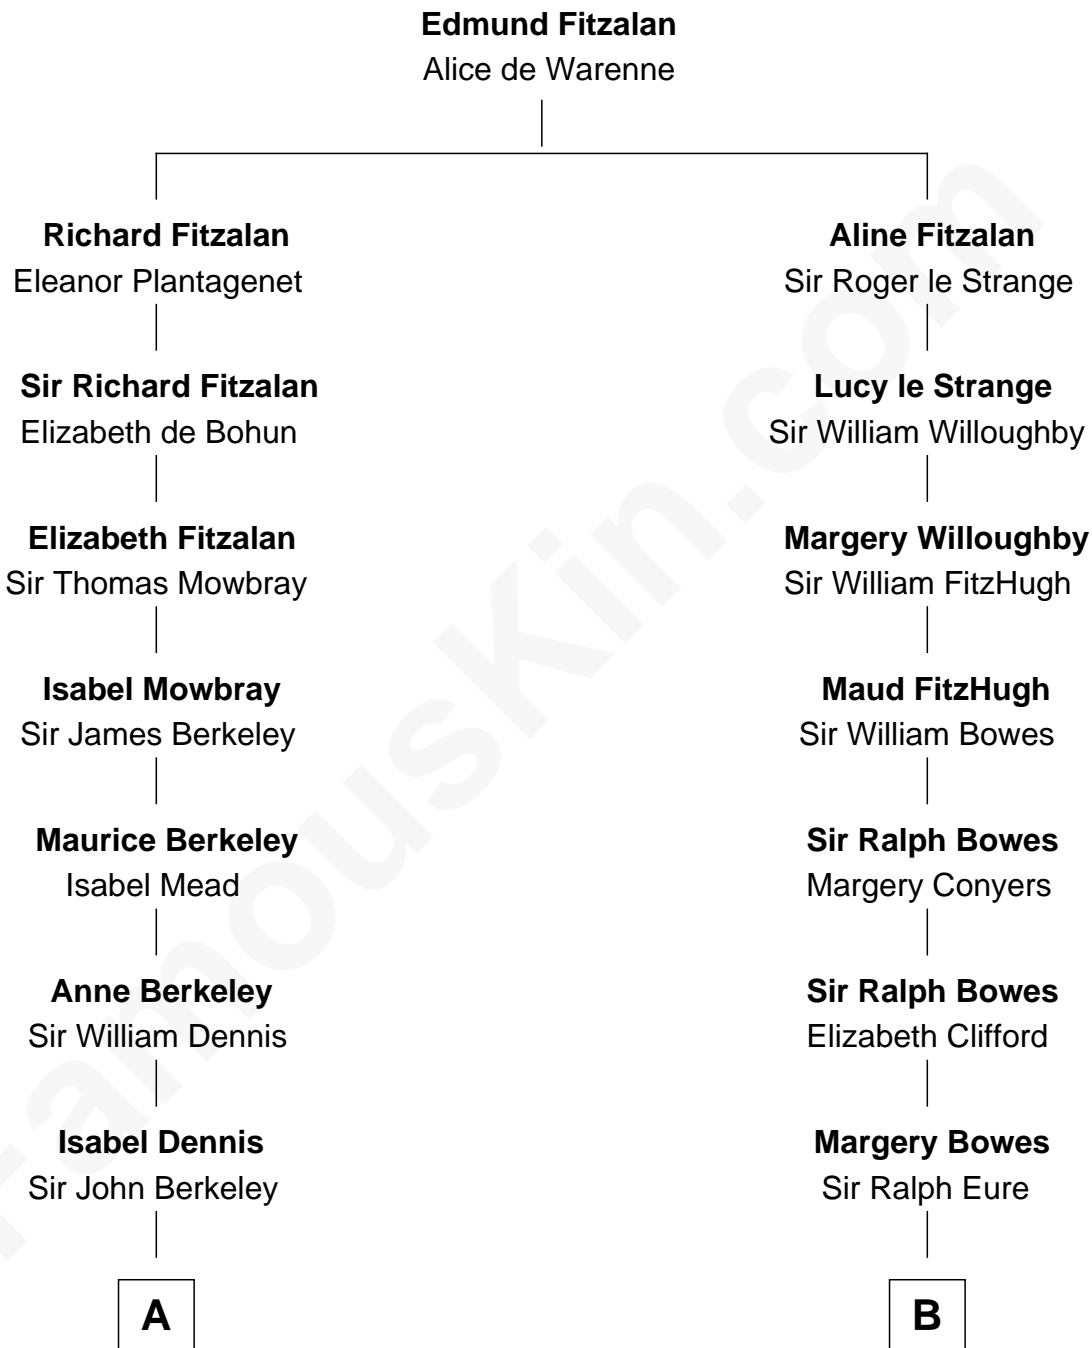 Edmund Fitzalan
Alice de Warenne
Richard Fitzalan
Eleanor Plantagenet
Sir Richard Fitzalan
Elizabeth de Bohun
Elizabeth Fitzalan
Sir Thomas Mowbray
Isabel Mowbray
Sir James Berkeley
Maurice Berkeley
Isabel Mead
Anne Berkeley
Sir William Dennis
Isabel Dennis
Sir John Berkeley
A
Aline Fitzalan
Sir Roger le Strange
Lucy le Strange
Sir William Willoughby
Margery Willoughby
Sir William FitzHugh
Maud FitzHugh
Sir William Bowes
Sir Ralph Bowes
Margery Conyers
Sir Ralph Bowes
Elizabeth Clifford
Margery Bowes
Sir Ralph Eure
B
FamousKin.com